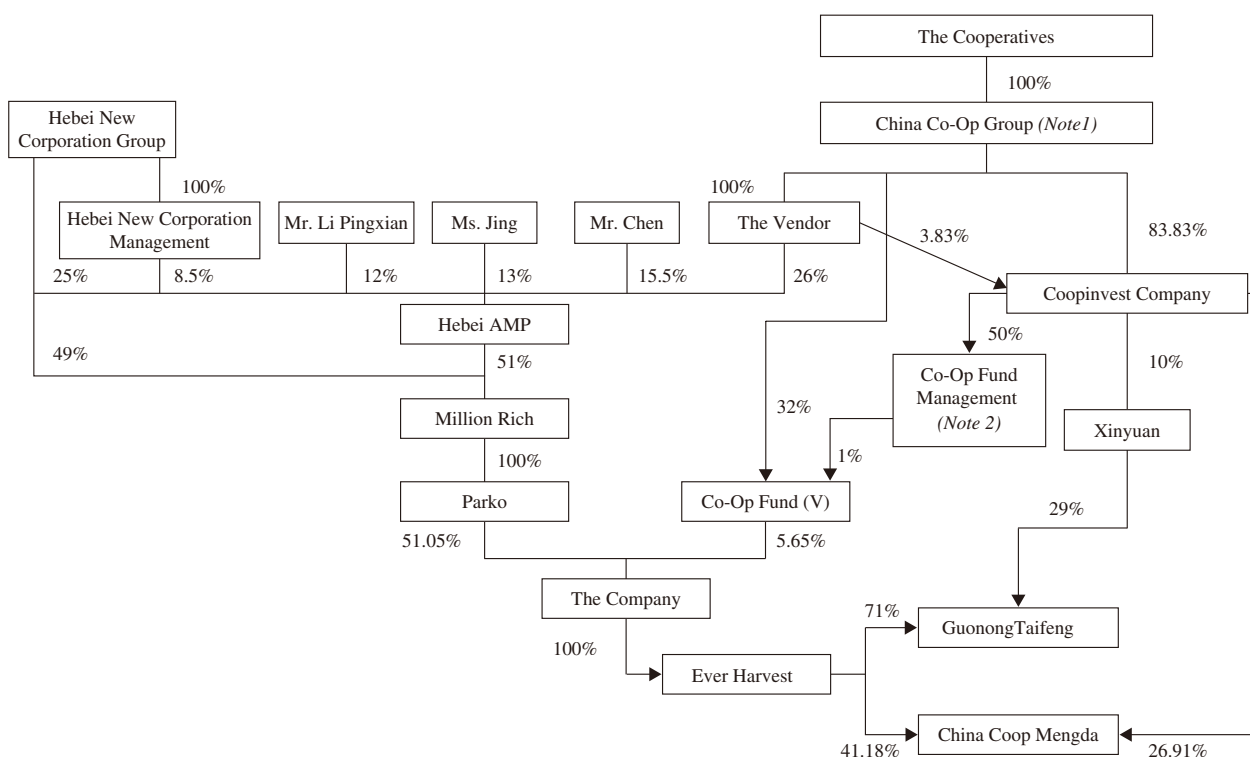 The Cooperatives
100%
Hebei New
Corporation Group
China Co-Op Group (Note1)
100%
100%
Hebei New Corporation
Management
Mr. Li Pingxian
Ms. Jing
Mr. Chen
The Vendor
3.83%
83.83%
25%
8.5%
12%
13%
15.5%
26%
Coopinvest Company
Hebei AMP
50%
49%
51%
10%
Co-Op Fund
Management
(Note 2)
32%
Million Rich
Xinyuan
1%
100%
Parko
Co-Op Fund (V)
29%
51.05%
5.65%
The Company
71%
GuonongTaifeng
100%
Ever Harvest
China Coop Mengda
41.18%
26.91%